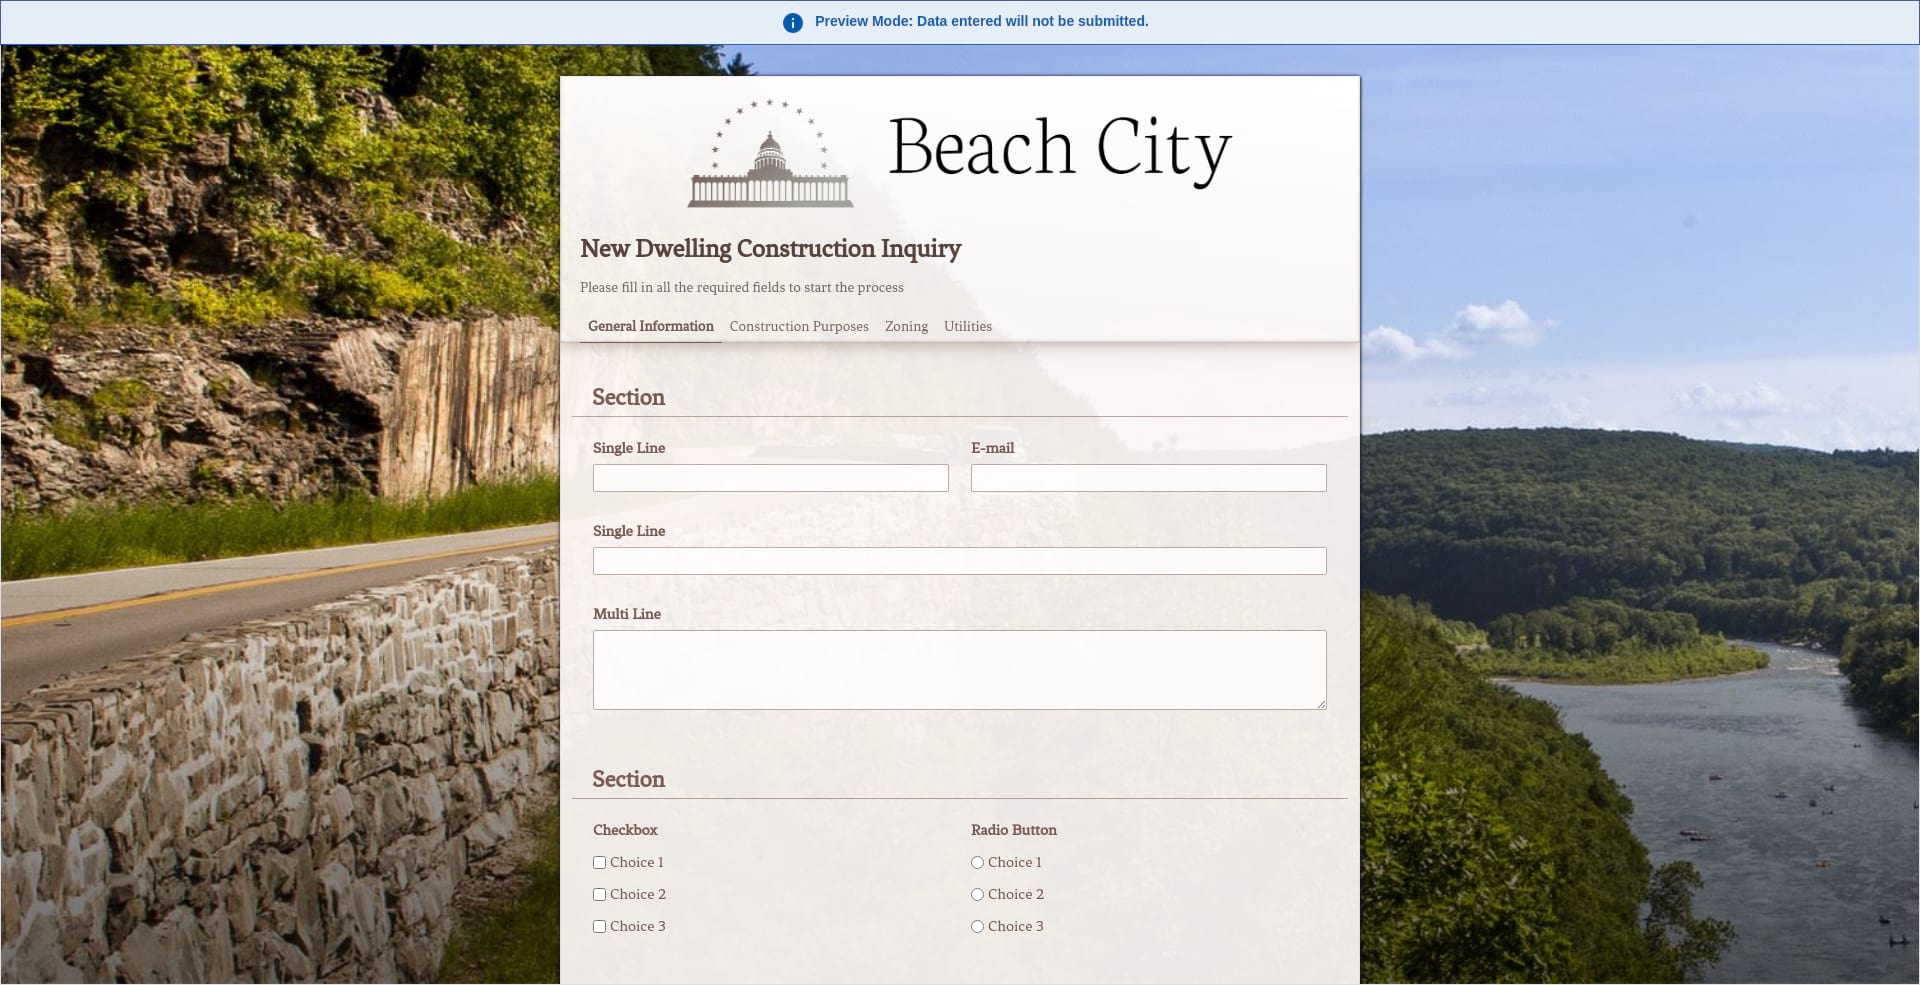 Preview Mode: Data entered will not be submitted.
Beach City
New Dwelling Construction Inquiry
Please fill in all the required fields to start the process
General Information Construction Purposes Zoning Utilities
Section
Single Line E-mail
Single Line
Multi Line
Section
Checkbox Radio Button
Choice 1 Choice 1
Choice 2 Choice 2
Choice 3 Choice 3